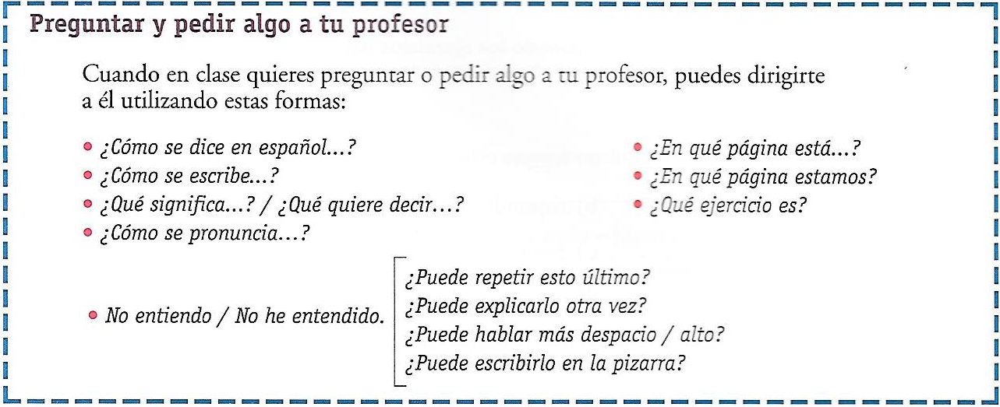 Preguntar y pedir algo a tu profesor
Cuando en clase quieres preguntar o pedir algo a tu profesor, puedes dirigirte
a él utilizando estas formas:
• ¿Cómo se dice en español...?
• ¿Cómo se escribe...?
• ¿Qué significa...? / ¿Qué quiere decir...?
• ¿Cómo se pronuncia...?
• ¿En qué página está...?
• ¿En qué página estamos?
• ¿Qué ejercicio es?
• No entiendo / No he entendido.
¿Puede repetir esto último?
¿Puede explicarlo otra vez?
¿Puede hablar más despacio / alto?
¿Puede escribirlo en la pizarra?